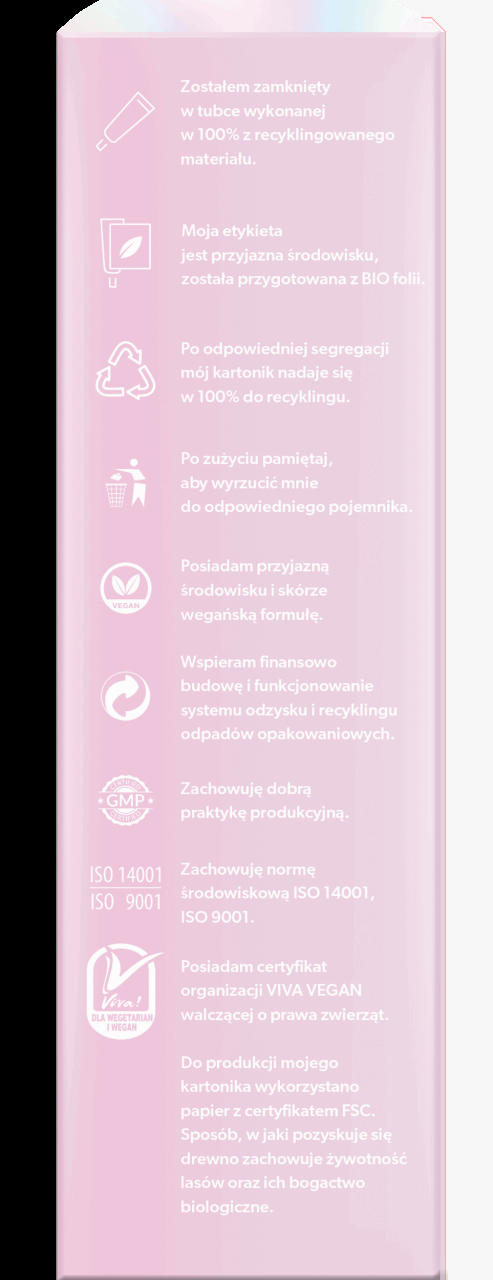 Zostałem zamknięty
w tubce wykonanej
w 100% z recyklingowanego
materiału.
Moja etykieta
jest przyjazna środowisku,
została przygotowana z BIO folii.
Po odpowiedniej segregacji
mój kartonik nadaje się
w 100% do recyklingu.
Po zużyciu pamiętaj,
aby wyrzucić mnie
do odpowiedniego pojemnika.
VEGAN
Posiadam przyjazną
środowisku i skórze
wegańską formułę.
Wspieram finansowo
budowę i funkcjonowanie
systemu odzysku i recyklingu
odpadów opakowaniowych.
CERTIFIED
GMP
CERTIFIED
Zachowuję dobrą
praktykę produkcyjną.
ISO 14001
ISO 9001
Zachowuję normę
środowiskową ISO 14001,
ISO 9001.
Viva!
DLA WEGETARIAN
I WEGAN
Posiadam certyfikat
organizacji VIVA VEGAN
walczącej o prawa zwierząt.
Do produkcji mojego
kartonika wykorzystano
papier z certyfikatem FSC.
Sposób, w jaki pozyskuje się
drewno zachowuje żywotność
lasów oraz ich bogactwo
biologiczne.